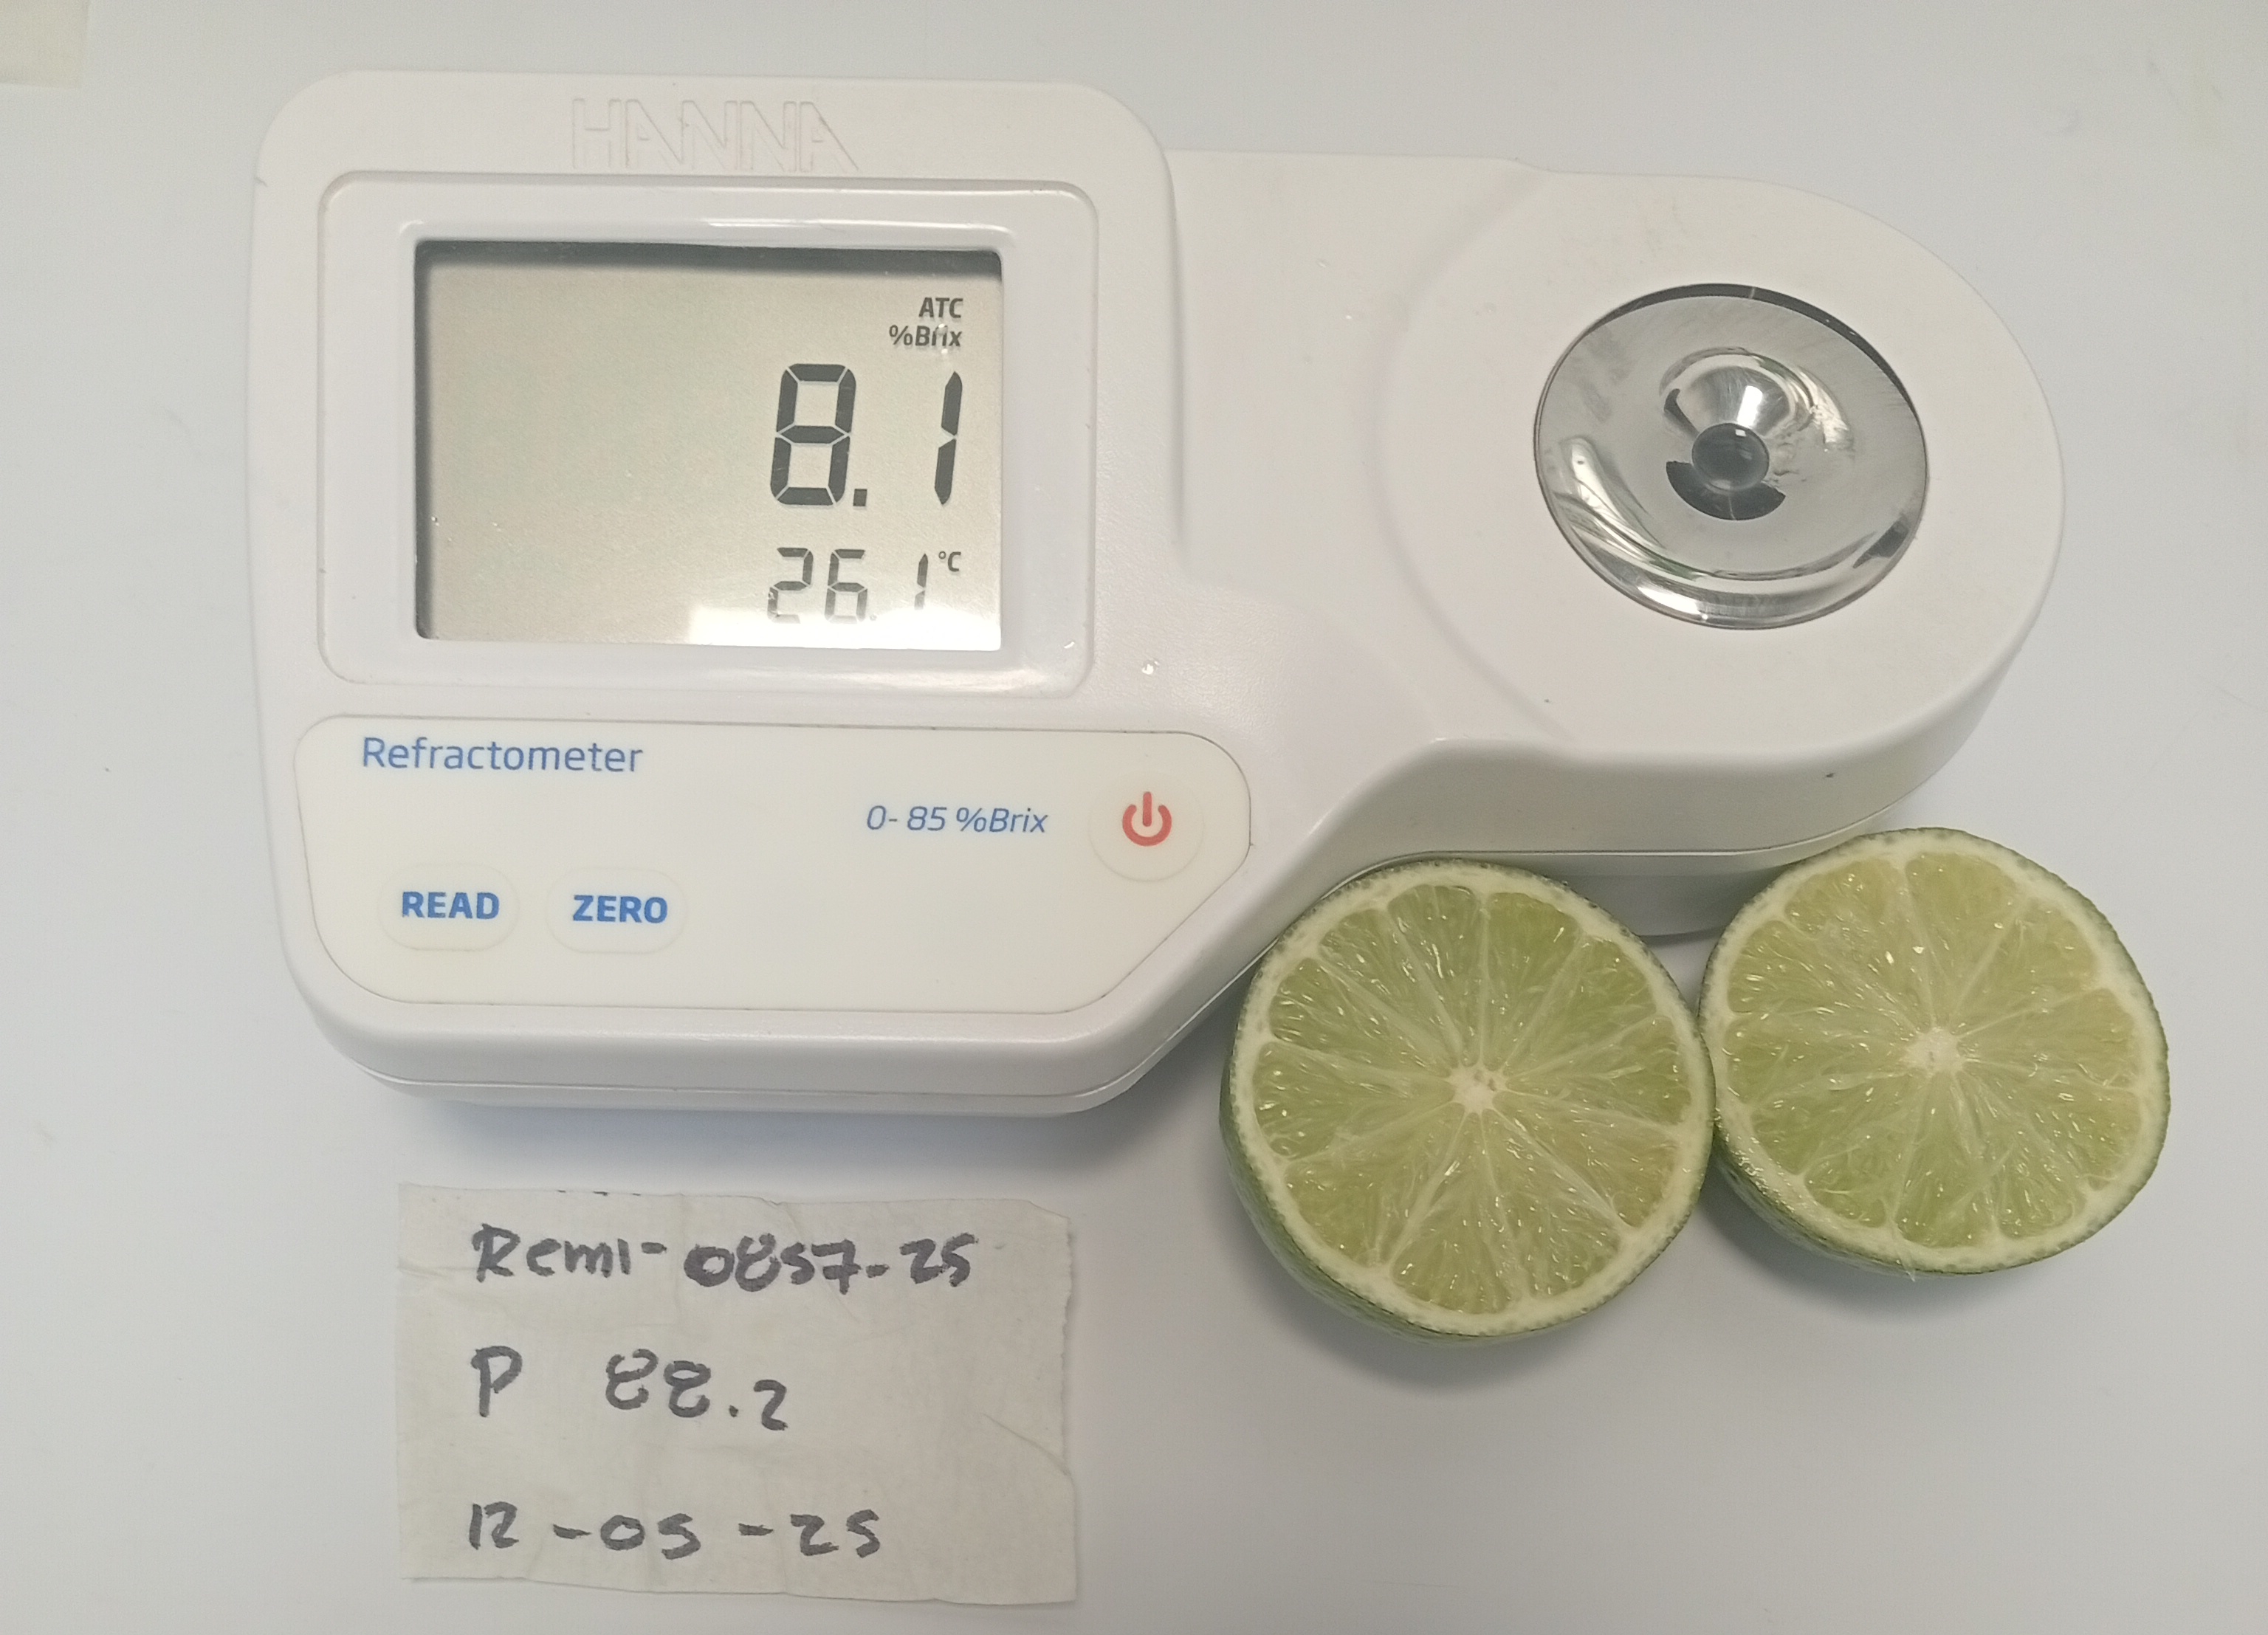 HANNA
ATC
%Brix
8.1
26.1 °C
Refractometer
0- 85 %Brix
READ ZERO
Remi-0857-25
P 88.2
12-05-25